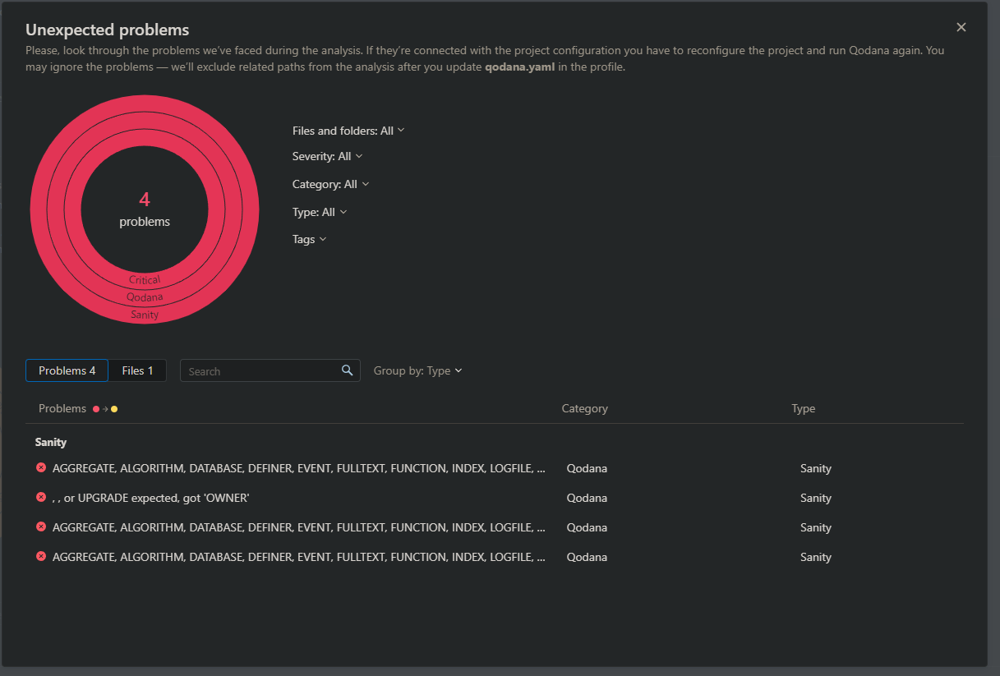 Unexpected problems
Please, look through the problems we've faced during the analysis. If they're connected with the project configuration you have to reconfigure the project and run Qodana again. You
may ignore the problems — we'll exclude related paths from the analysis after you update qodana.yaml in the profile.
4
problems
Critical
Qodana
Sanity
Files and folders: All
Severity: All
Category: All
Type: All
Tags
Problems 4 Files 1 Search Group by: Type
Problems Category Type
Sanity
AGGREGATE, ALGORITHM, DATABASE, DEFINER, EVENT, FULLTEXT, FUNCTION, INDEX, LOGFILE, ... Qodana Sanity
, , or UPGRADE expected, got 'OWNER' Qodana Sanity
AGGREGATE, ALGORITHM, DATABASE, DEFINER, EVENT, FULLTEXT, FUNCTION, INDEX, LOGFILE, ... Qodana Sanity
AGGREGATE, ALGORITHM, DATABASE, DEFINER, EVENT, FULLTEXT, FUNCTION, INDEX, LOGFILE, ... Qodana Sanity